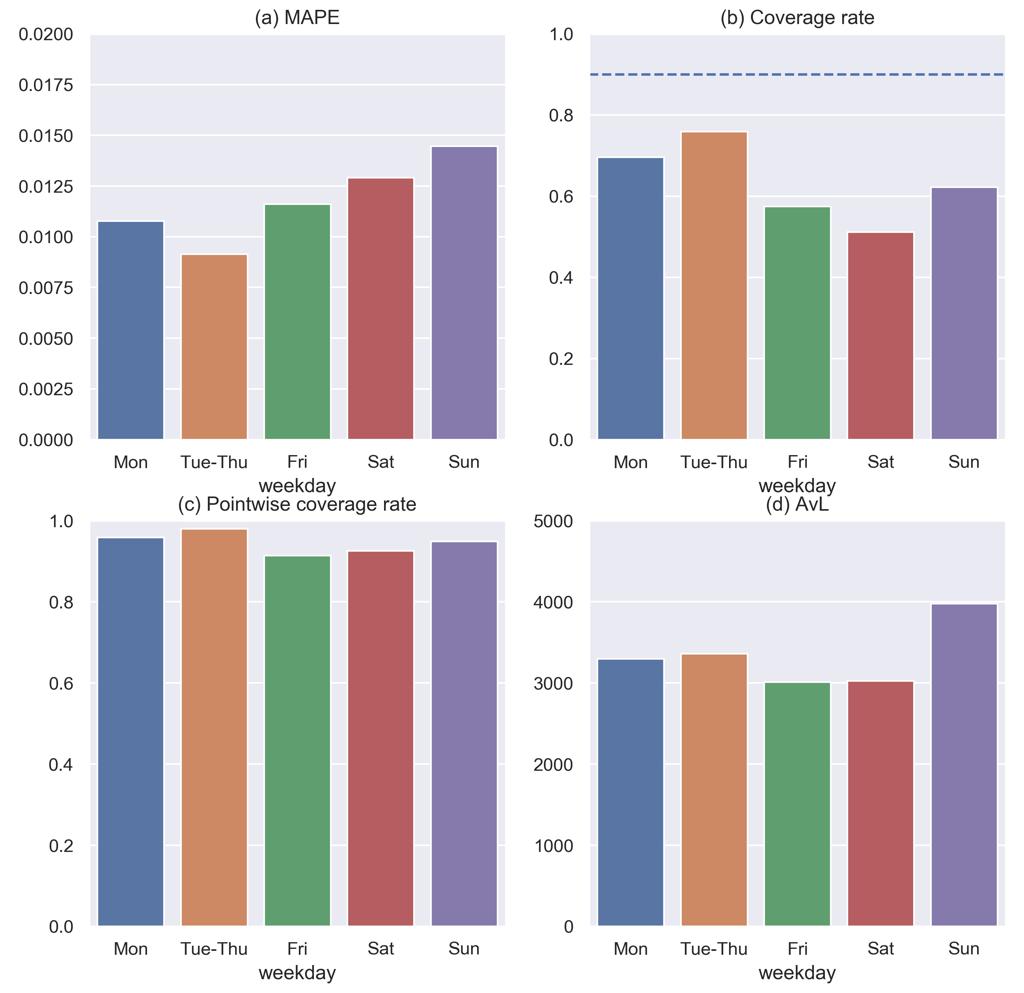 (a) MAPE
0.0200
0.0175
0.0150
0.0125
0.0100
0.0075
0.0050
0.0025
0.0000
Mon Tue-Thu Fri Sat Sun
weekday
(b) Coverage rate
1.0
0.8
0.6
0.4
0.2
0.0
Mon Tue-Thu Fri Sat Sun
weekday
(c) Pointwise coverage rate
1.0
0.8
0.6
0.4
0.2
0.0
Mon Tue-Thu Fri Sat Sun
weekday
(d) AvL
5000
4000
3000
2000
1000
0
Mon Tue-Thu Fri Sat Sun
weekday